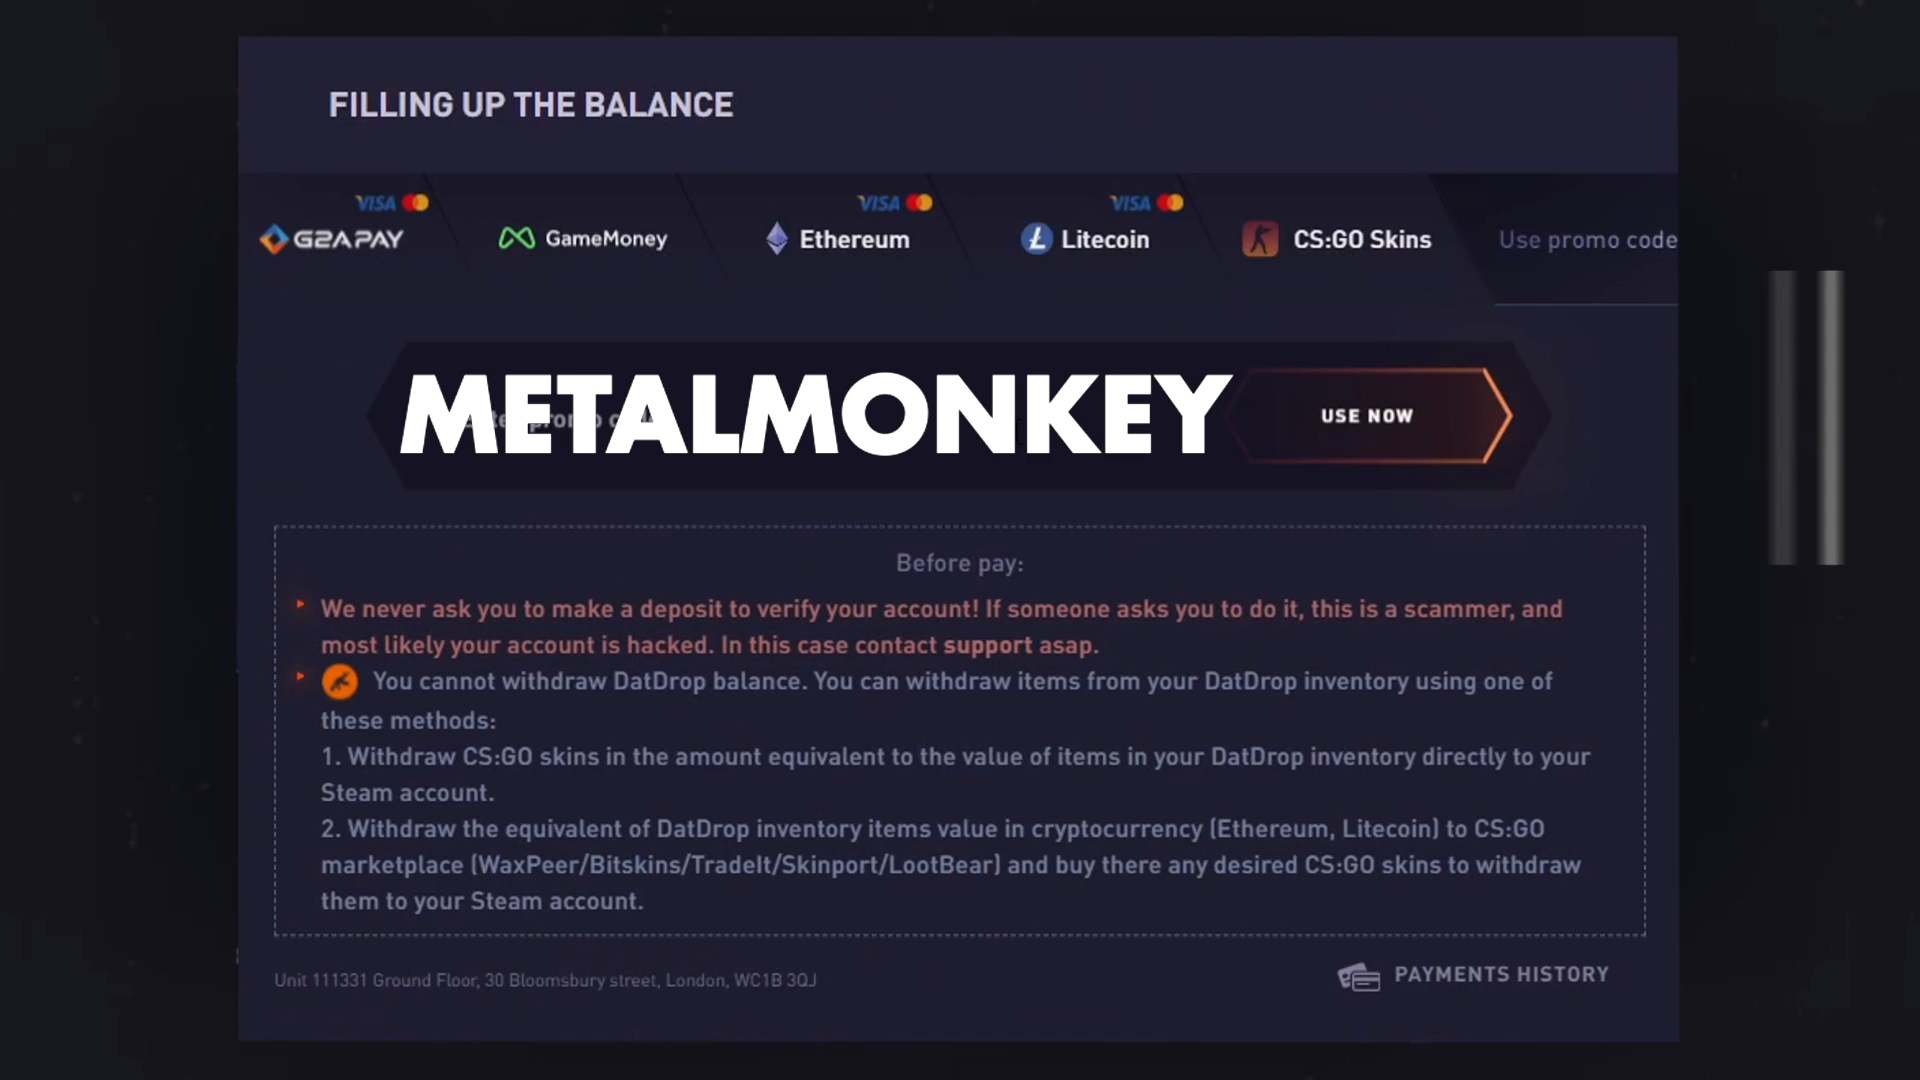 FILLING UP THE BALANCE
VISA
VISA
VISA
G2A PAY
GameMoney
Ethereum
Litecoin
CS:GO Skins
Use promo code
METALMONKEY
USE NOW
Before pay:
We never ask you to make a deposit to verify your account! If someone asks you to do it, this is a scammer, and
most likely your account is hacked. In this case contact support asap.
You cannot withdraw DatDrop balance. You can withdraw items from your DatDrop inventory using one of
these methods:
1. Withdraw CS:GO skins in the amount equivalent to the value of items in your DatDrop inventory directly to your
Steam account.
2. Withdraw the equivalent of DatDrop inventory items value in cryptocurrency (Ethereum, Litecoin) to CS:GO
marketplace (WaxPeer/Bitskins/TradeIt/Skinport/LootBear) and buy there any desired CS:GO skins to withdraw
them to your Steam account.
Unit 111331 Ground Floor, 30 Bloomsbury street, London, WC1B 3QJ
PAYMENTS HISTORY